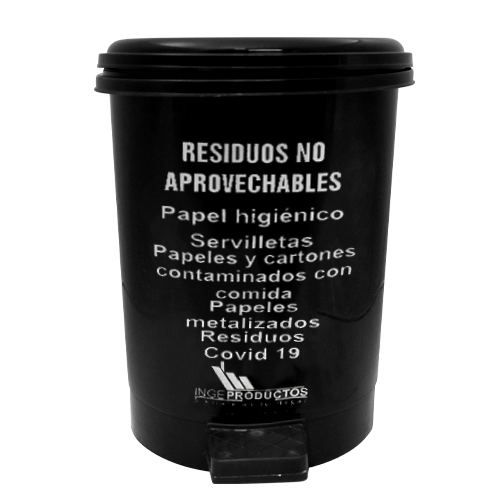 RESIDUOS NO
APROVECHABLES
Papel higiénico
Servilletas
Papeles y cartones
contaminados con
comida
Papeles
metalizados
Residuos
Covid 19
INGEPRODUCTOS